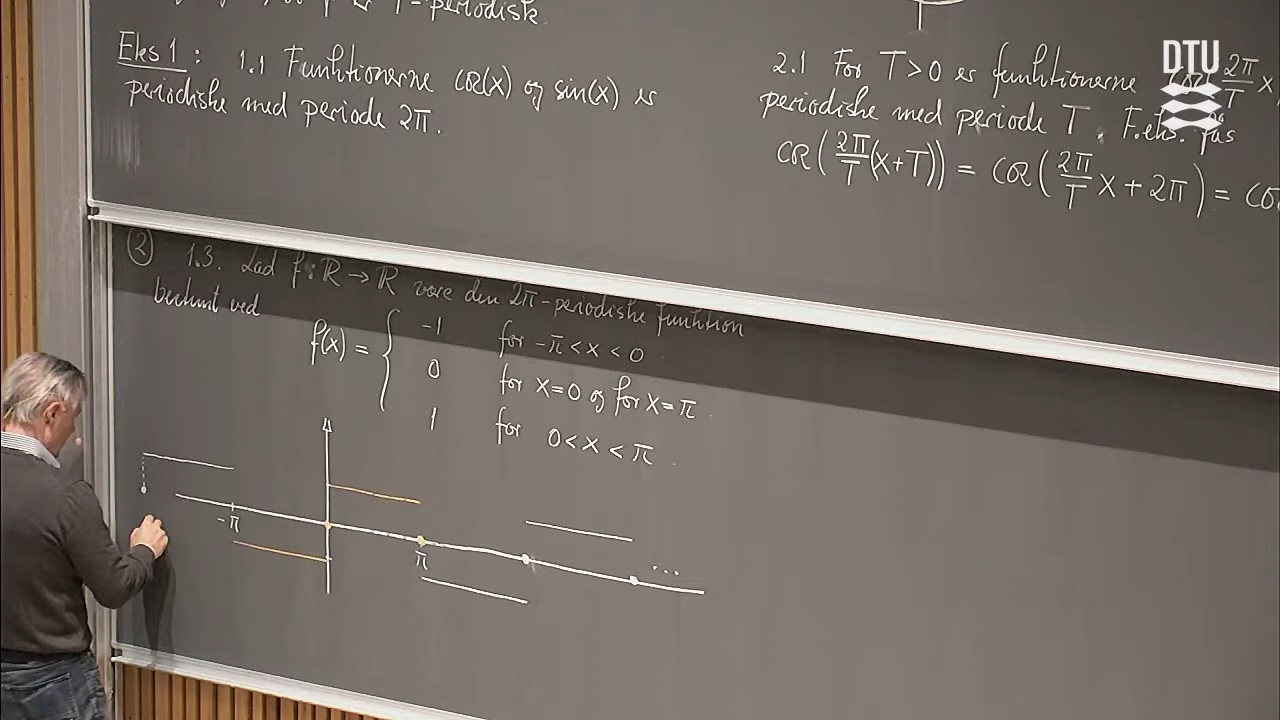 T-periodisk.
Eks 1: 1.1 Funktionerne cos(x) og sin(x) er
periodiske med periode 2π.
2.1 For T>0 er funktionerne cos(2π/T x,
periodiske med periode T. F.eks. fås
cos(2π/T(x+T)) = cos(2π/T x + 2π) = cos
DTU
② 1.3. Lad f: ℝ → ℝ være den 2π-periodiske funktion
bestemt ved
f(x) = { -1 for -π < x < 0.
0 for x=0 og for x=π.
1 for 0 < x < π.
-π
π
...